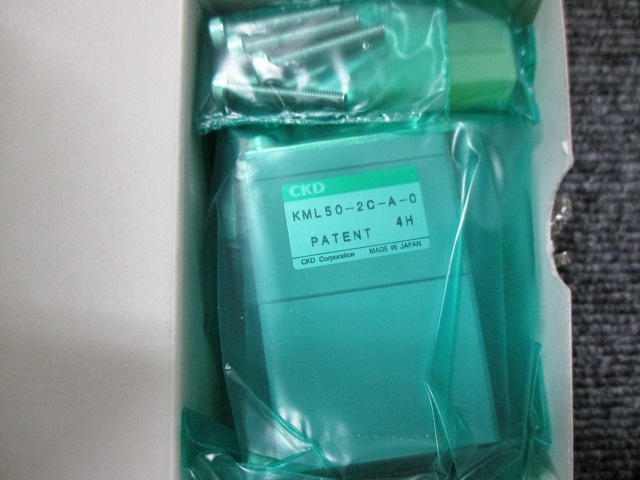 CKD
KML50-2C-A-0
PATENT 4H
CKD Corporation MADE IN JAPAN